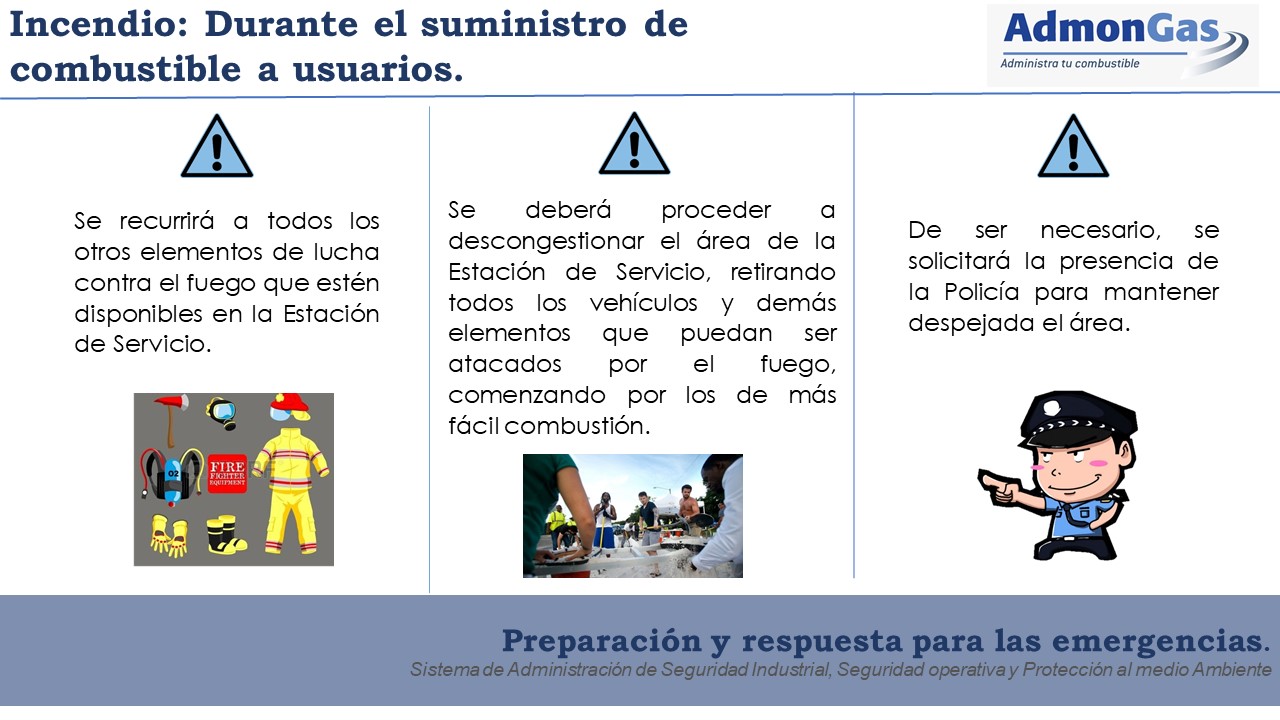 Incendio: Durante el suministro de
combustible a usuarios.
AdmonGas
Administra tu combustible
Se recurrirá a todos los
otros elementos de lucha
contra el fuego que estén
disponibles en la Estación
de Servicio.
O2
FIRE
FIGHTER
EQUIPMENT
Se deberá proceder a
descongestionar el área de la
Estación de Servicio, retirando
todos los vehículos y demás
elementos que puedan ser
atacados por el fuego,
comenzando por los de más
fácil combustión.
De ser necesario, se
solicitará la presencia de
la Policía para mantener
despejada el área.
Preparación y respuesta para las emergencias.
Sistema de Administración de Seguridad Industrial, Seguridad operativa y Protección al medio Ambiente